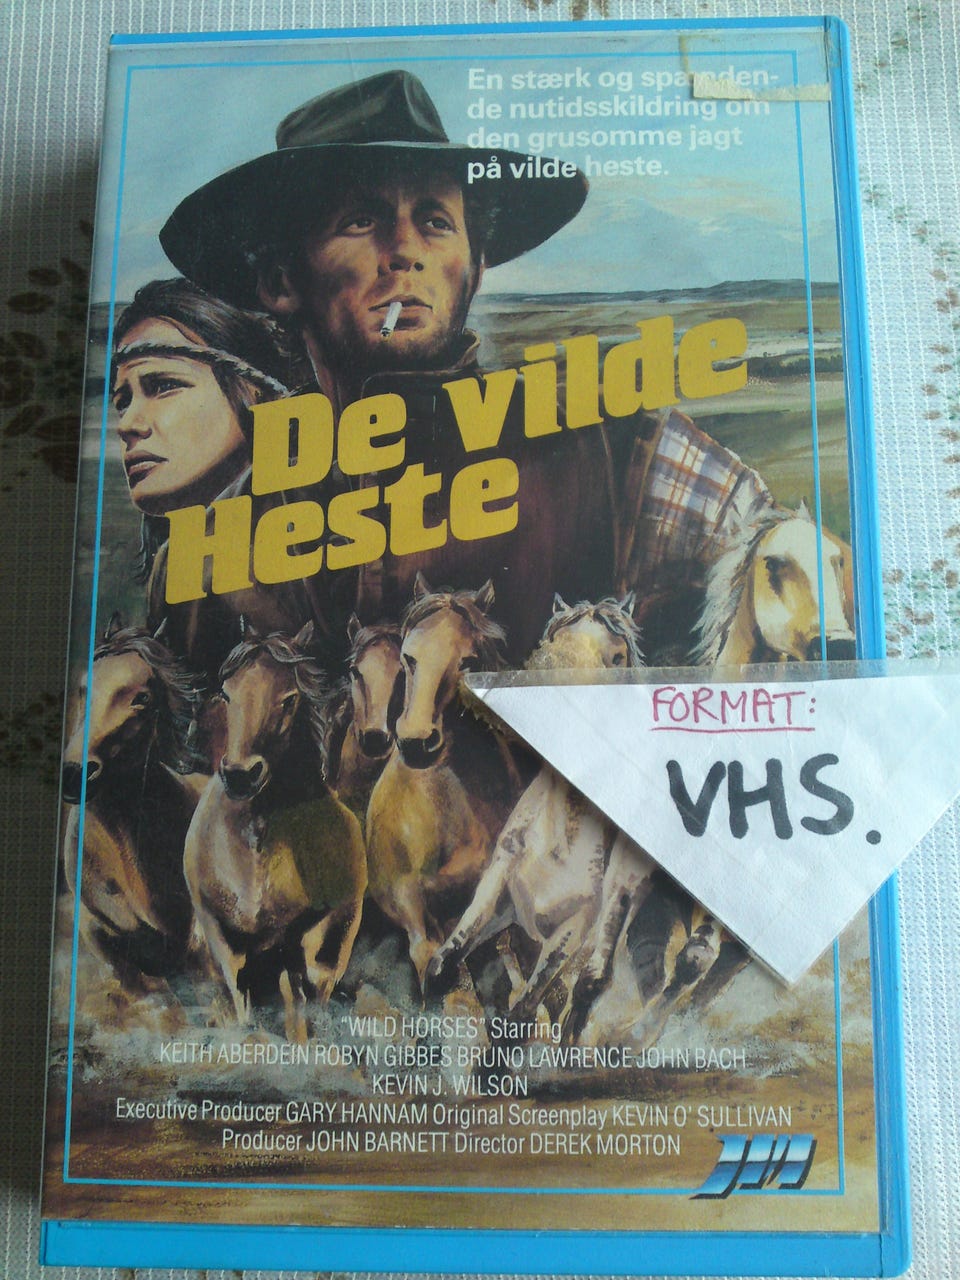 En stærk og spænden-
de nutidsskildring om
den grusomme jagt
på vilde heste.
De vilde
Heste
FORMAT:
VHS.
"WILD HORSES" Starring
KEITH ABERDEIN ROBYN GIBBES BRUNO LAWRENCE JOHN BACH
KEVIN J. WILSON
Executive Producer GARY HANNAM Original Screenplay KEVIN O' SULLIVAN
Producer JOHN BARNETT Director DEREK MORTON